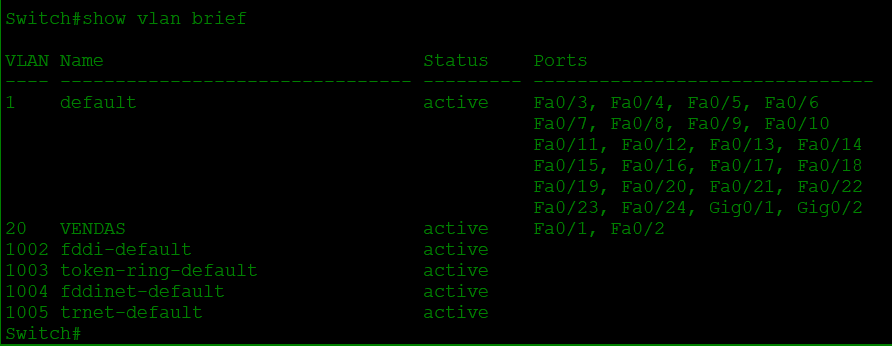 Switch#show vlan brief
VLAN Name                             Status    Ports
---- -------------------------------- --------- -------------------------------
1    default                          active    Fa0/3, Fa0/4, Fa0/5, Fa0/6
                                                Fa0/7, Fa0/8, Fa0/9, Fa0/10
                                                Fa0/11, Fa0/12, Fa0/13, Fa0/14
                                                Fa0/15, Fa0/16, Fa0/17, Fa0/18
                                                Fa0/19, Fa0/20, Fa0/21, Fa0/22
                                                Fa0/23, Fa0/24, Gig0/1, Gig0/2
20   VENDAS                           active    Fa0/1, Fa0/2
1002 fddi-default                     active
1003 token-ring-default               active
1004 fddinet-default                  active
1005 trnet-default                    active
Switch#